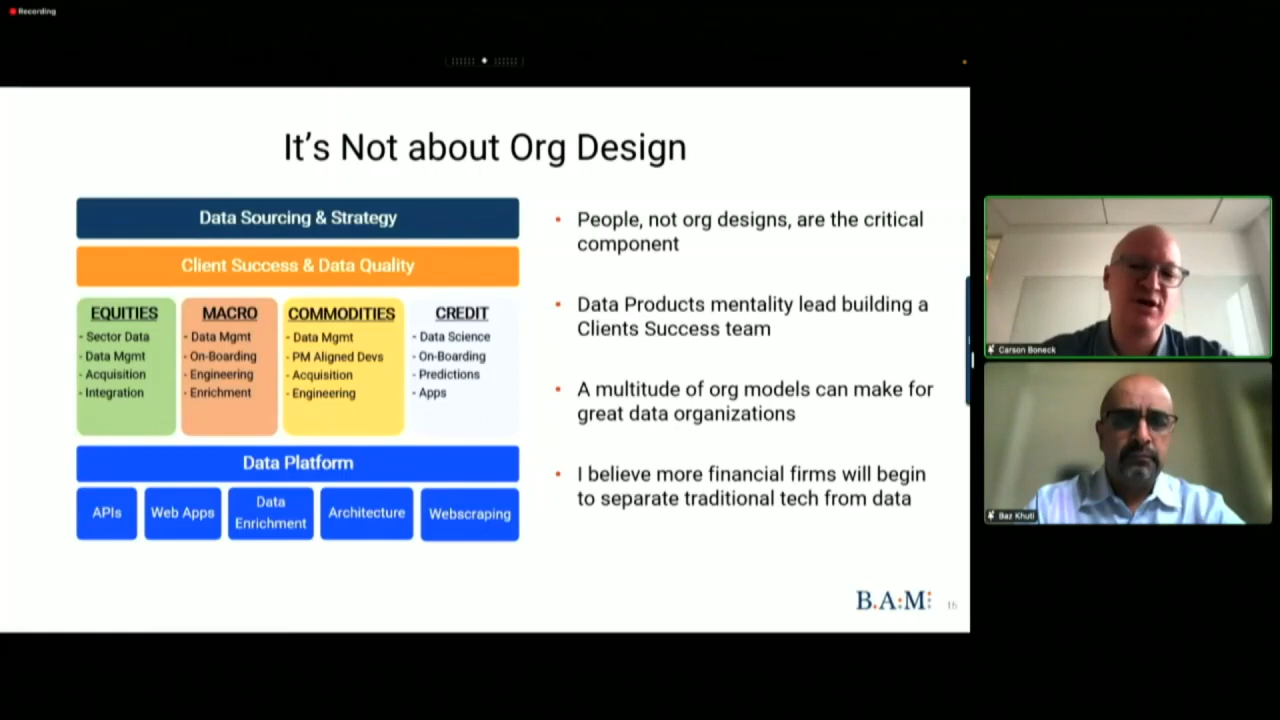 Recording
It's Not about Org Design
Data Sourcing & Strategy
Client Success & Data Quality
EQUITIES
- Sector Data
- Data Mgmt
- Acquisition
- Integration
MACRO
- Data Mgmt
- On-Boarding
- Engineering
- Enrichment
COMMODITIES
- Data Mgmt
- PM Aligned Devs
- Acquisition
- Engineering
CREDIT
- Data Science
- On-Boarding
- Predictions
- Apps
Data Platform
APIs
Web Apps
Data
Enrichment
Architecture
Webscraping
• People, not org designs, are the critical
component
• Data Products mentality lead building a
Clients Success team
• A multitude of org models can make for
great data organizations
• I believe more financial firms will begin
to separate traditional tech from data
B.A.M.
16
Carson Boneck
Baz Khuti